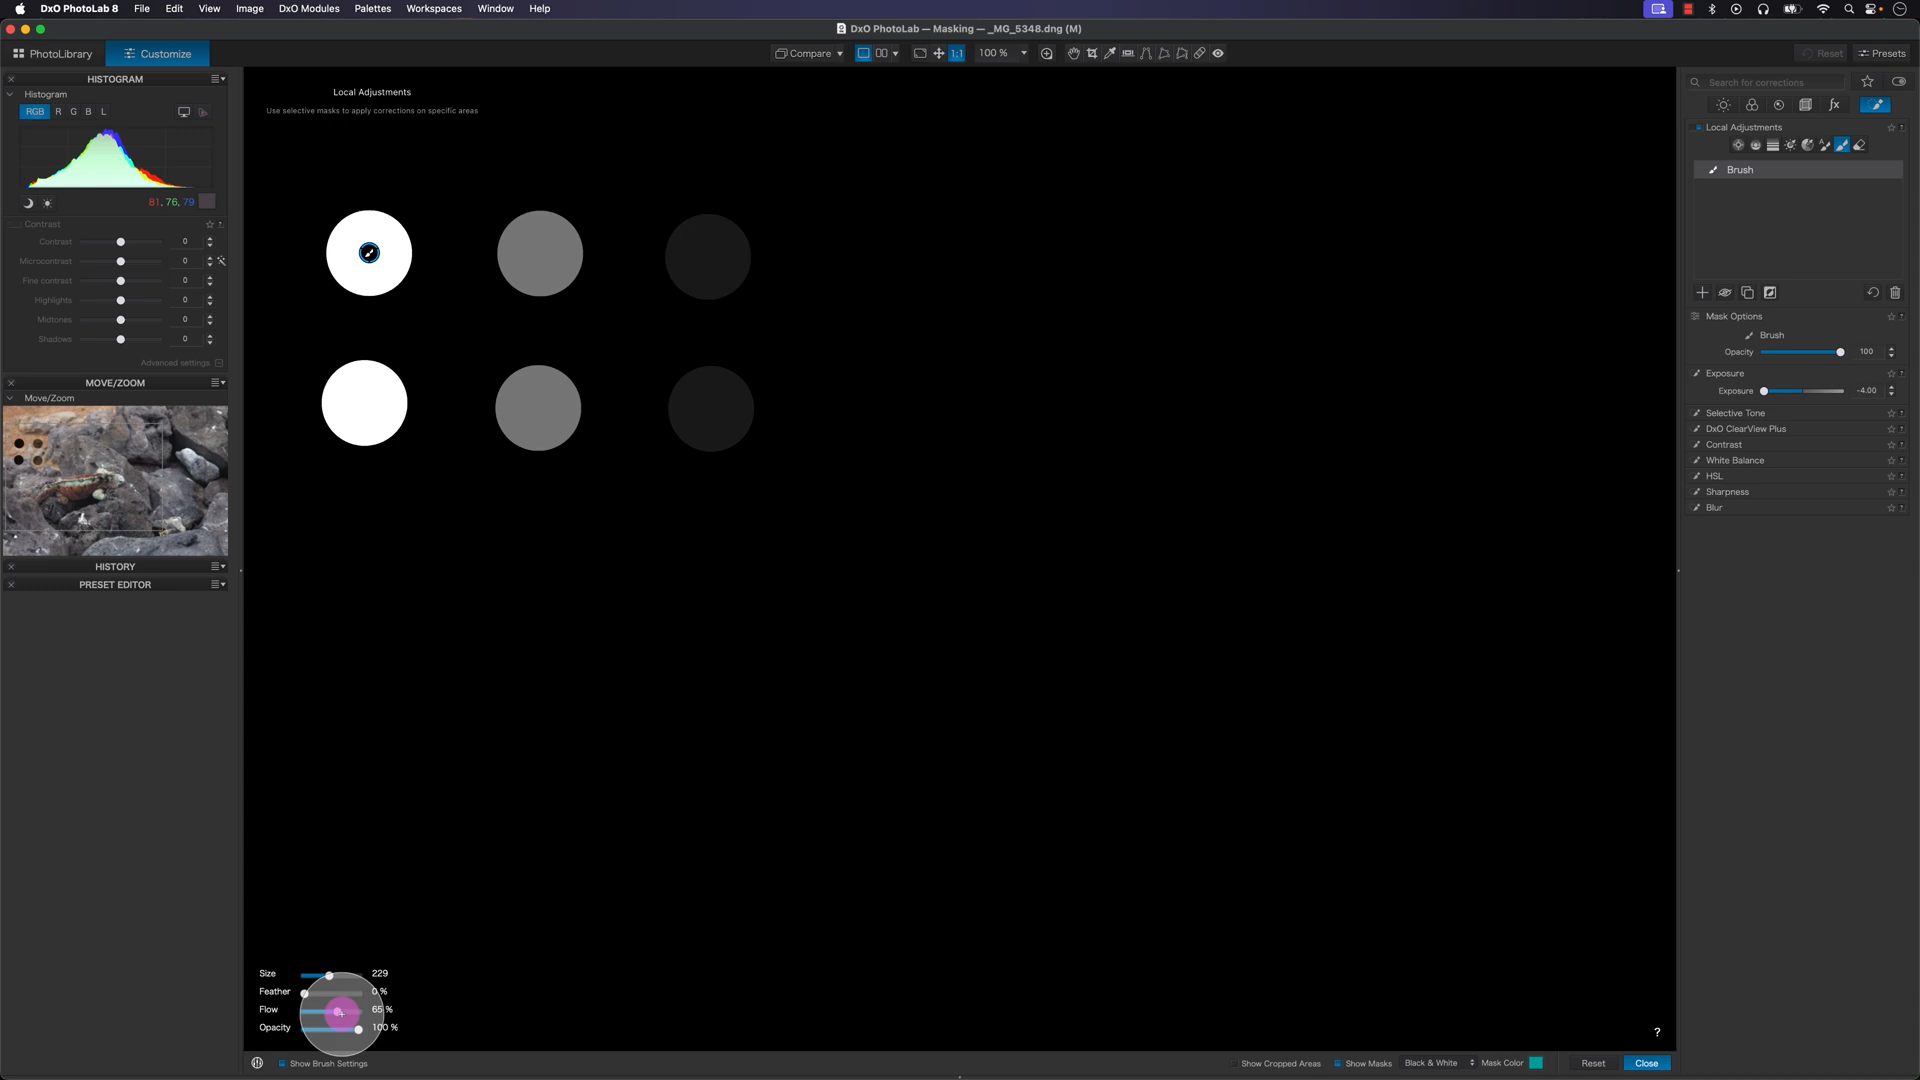 DxO PhotoLab 8 File Edit View Image DxO Modules Palettes Workspaces Window Help
DxO PhotoLab — Masking — _MG_5348.dng (M)
PhotoLibrary Customize Compare 1:1 100 % Reset Presets
HISTOGRAM
Histogram
RGB R G B L
81, 76, 79
Contrast
Contrast 0
Microcontrast 0
Fine contrast 0
Highlights 0
Midtones 0
Shadows 0
Advanced settings
MOVE/ZOOM
Move/Zoom
HISTORY
PRESET EDITOR
Local Adjustments
Use selective masks to apply corrections on specific areas
Size 229
Feather 0 %
Flow 65 %
Opacity 100 %
Show Brush Settings
?
Show Cropped Areas Show Masks Black & White Mask Color Reset Close
Search for corrections
fx
Local Adjustments
Brush
Mask Options
Brush
Opacity 100
Exposure
Exposure -4.00
Selective Tone
DxO ClearView Plus
Contrast
White Balance
HSL
Sharpness
Blur